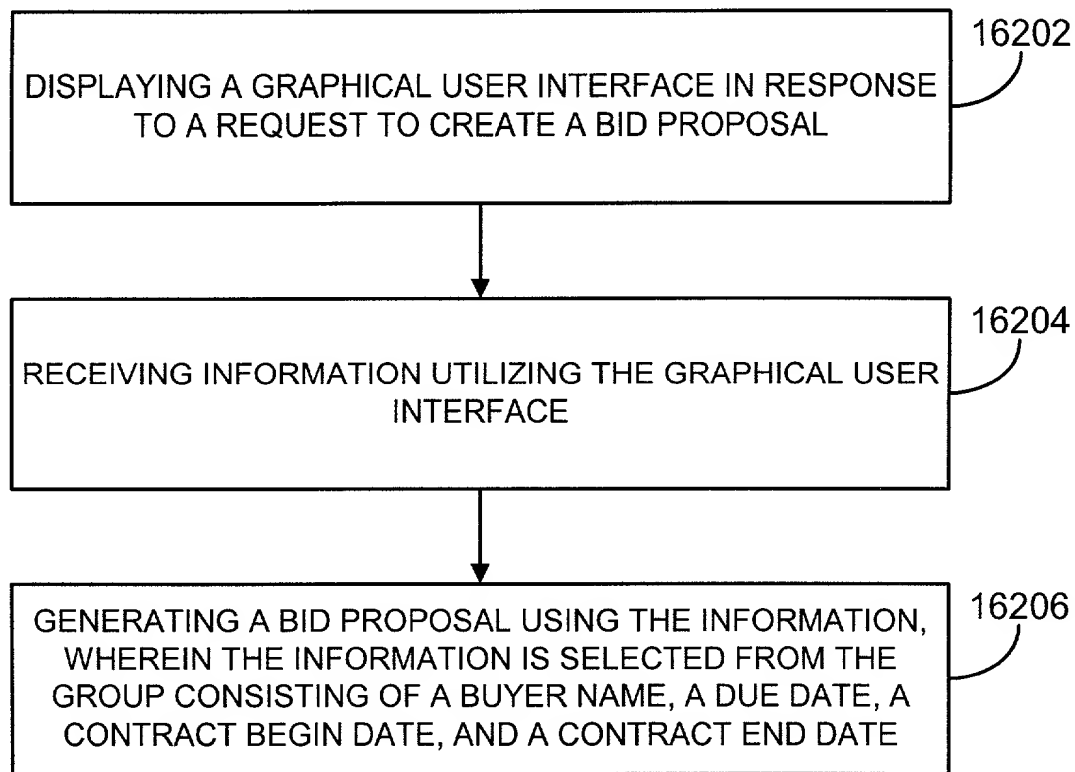 16202
DISPLAYING A GRAPHICAL USER INTERFACE IN RESPONSE
TO A REQUEST TO CREATE A BID PROPOSAL
16204
RECEIVING INFORMATION UTILIZING THE GRAPHICAL USER
INTERFACE
16206
GENERATING A BID PROPOSAL USING THE INFORMATION,
WHEREIN THE INFORMATION IS SELECTED FROM THE
GROUP CONSISTING OF A BUYER NAME, A DUE DATE, A
CONTRACT BEGIN DATE, AND A CONTRACT END DATE